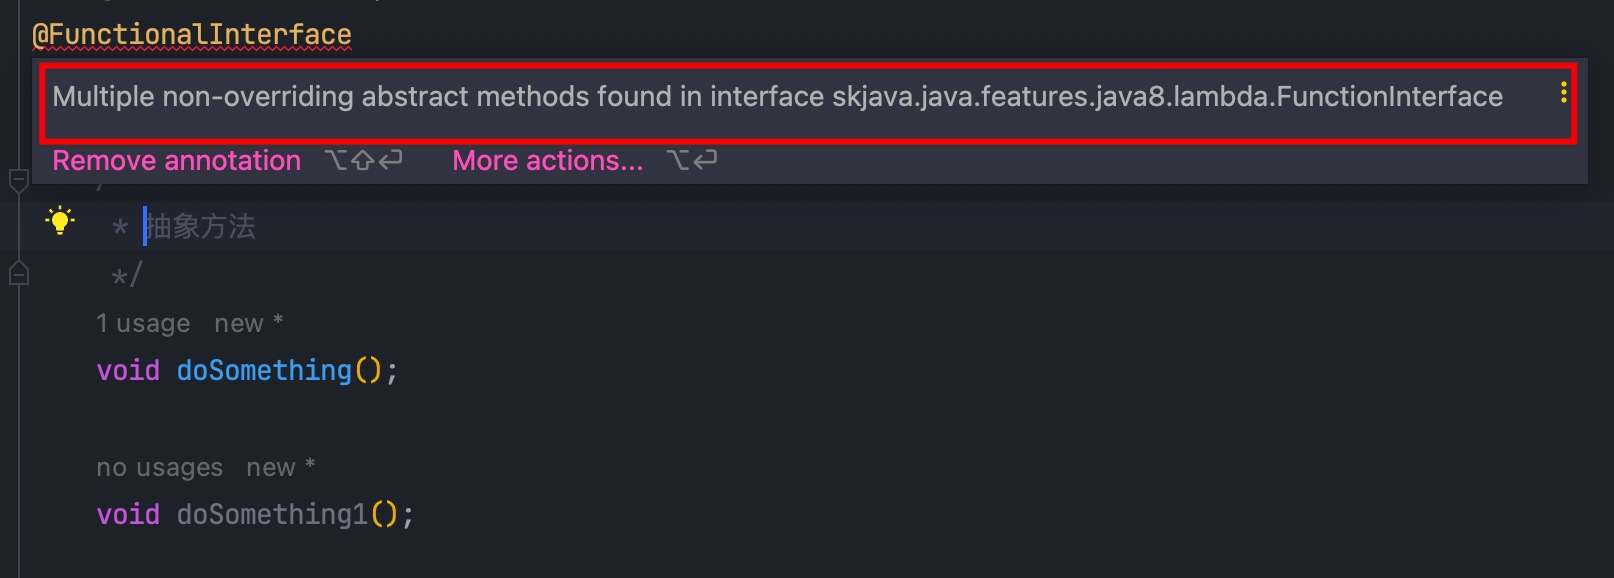 @FunctionalInterface
Multiple non-overriding abstract methods found in interface skjava.java.features.java8.lambda.FunctionInterface
Remove annotation ⌥⇧↩ More actions... ⌥↩
* 抽象方法
*/
1 usage new *
void doSomething();
no usages new *
void doSomething1();